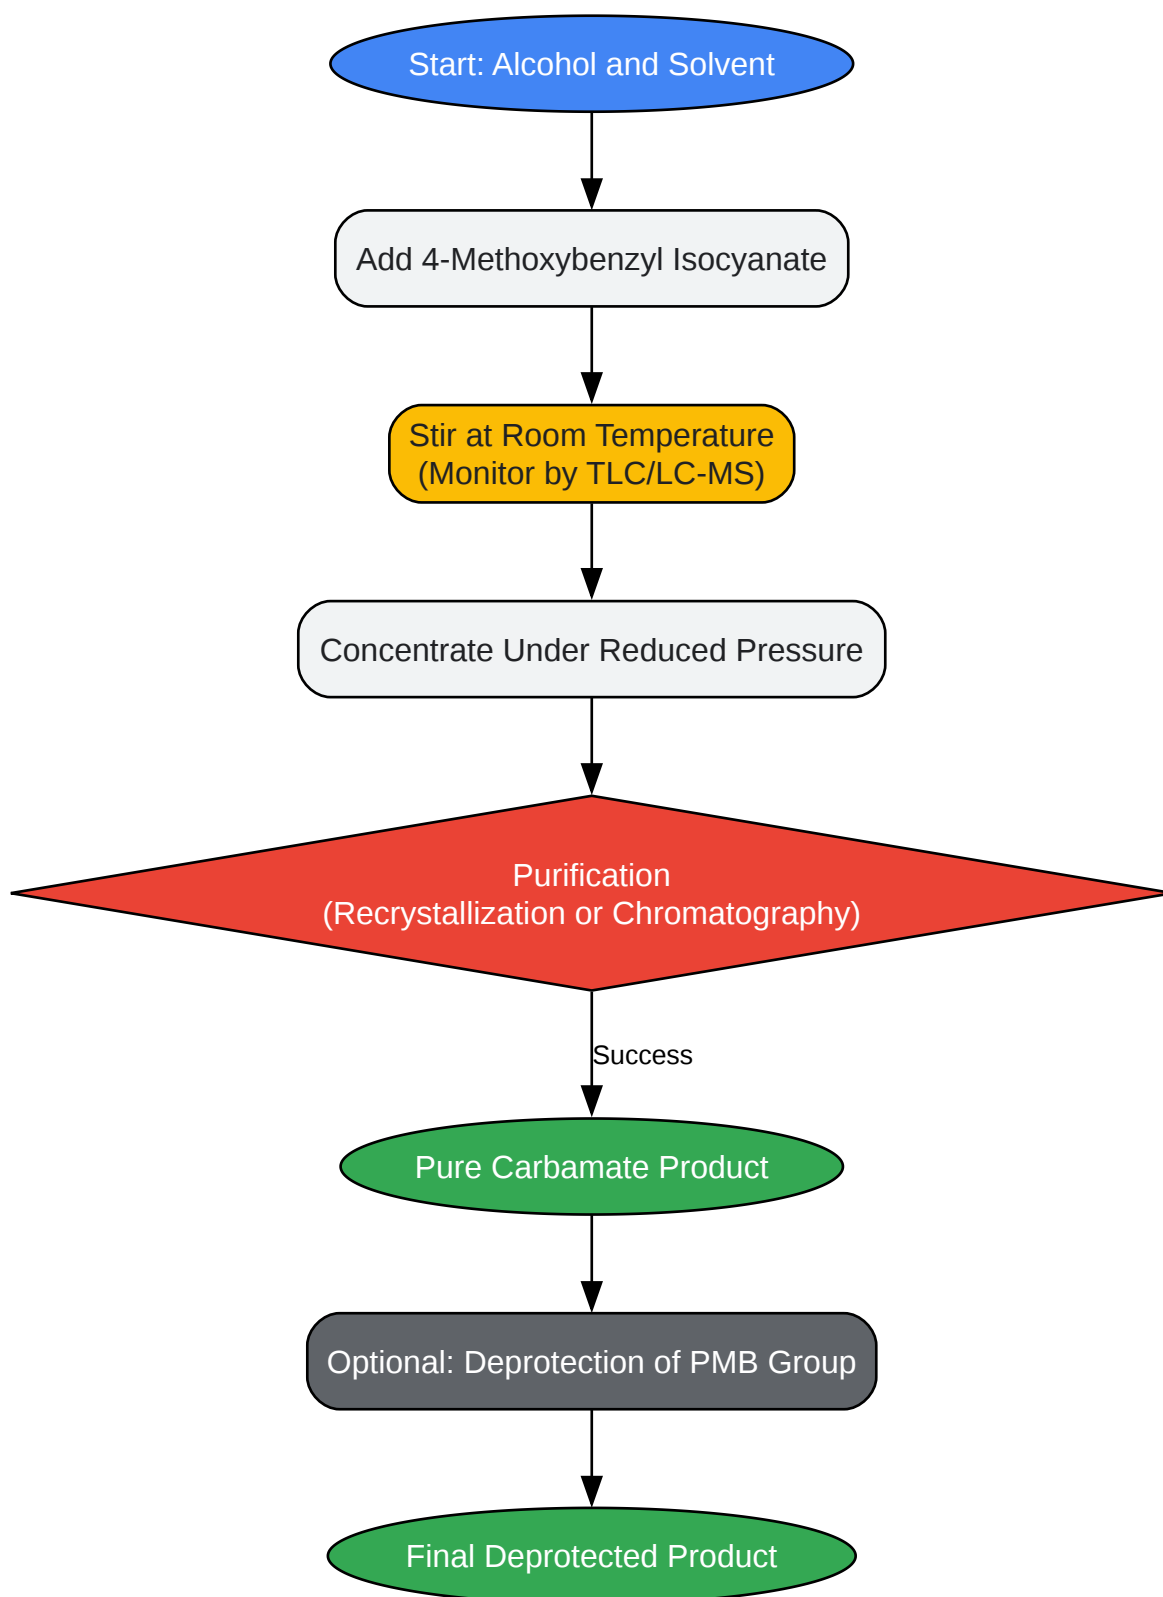 Start: Alcohol and Solvent
Add 4-Methoxybenzyl Isocyanate
Stir at Room Temperature
(Monitor by TLC/LC-MS)
Concentrate Under Reduced Pressure
Purification
(Recrystallization or Chromatography)
Success
Pure Carbamate Product
Optional: Deprotection of PMB Group
Final Deprotected Product